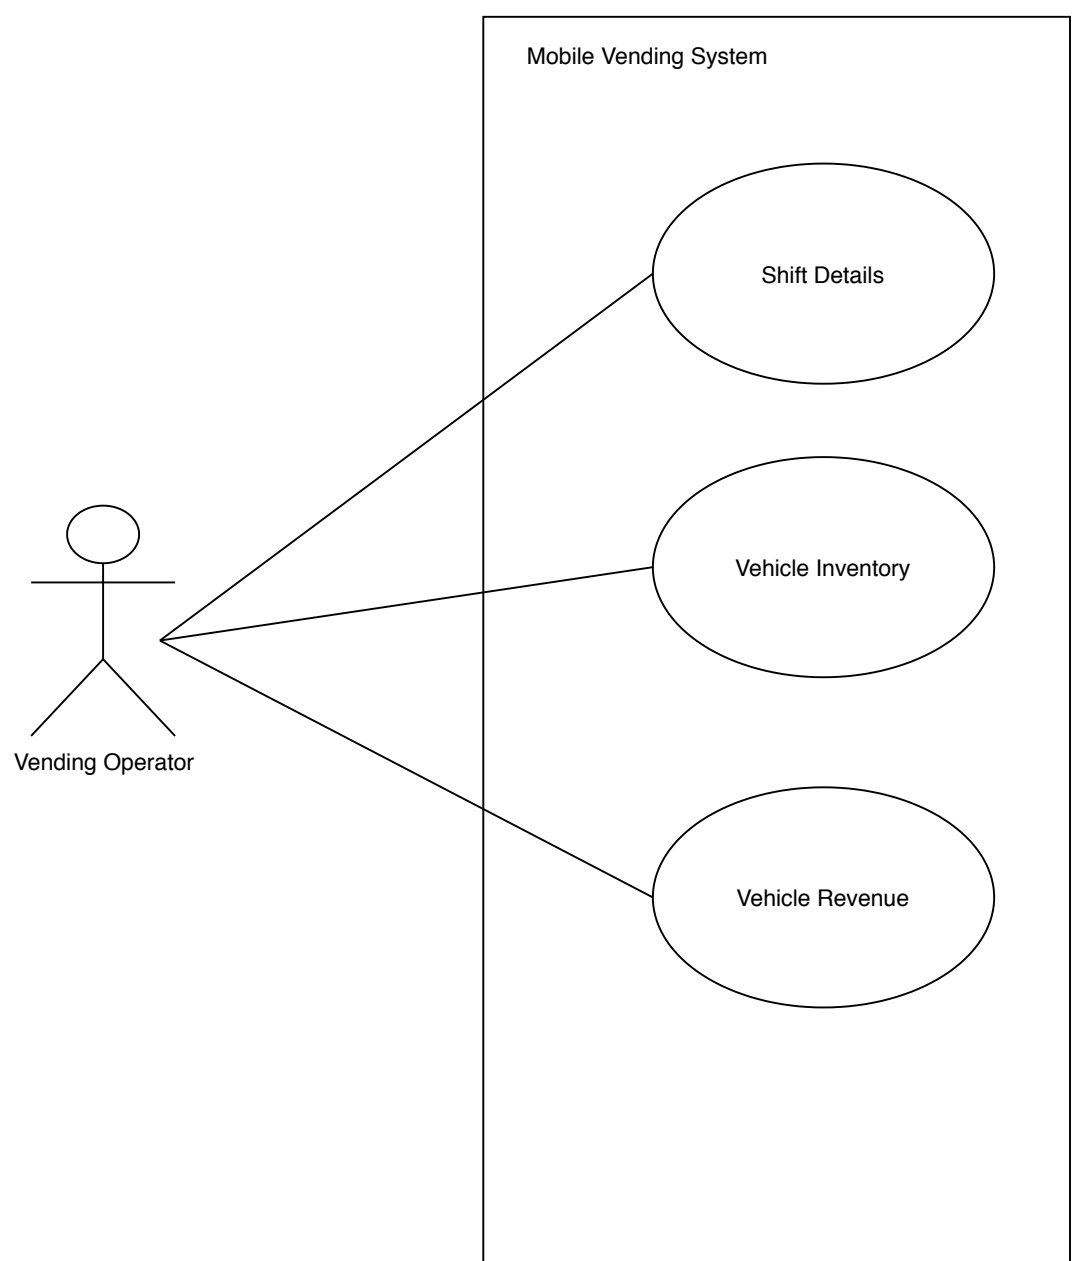 Mobile Vending System
Shift Details
Vehicle Inventory
Vending Operator
Vehicle Revenue